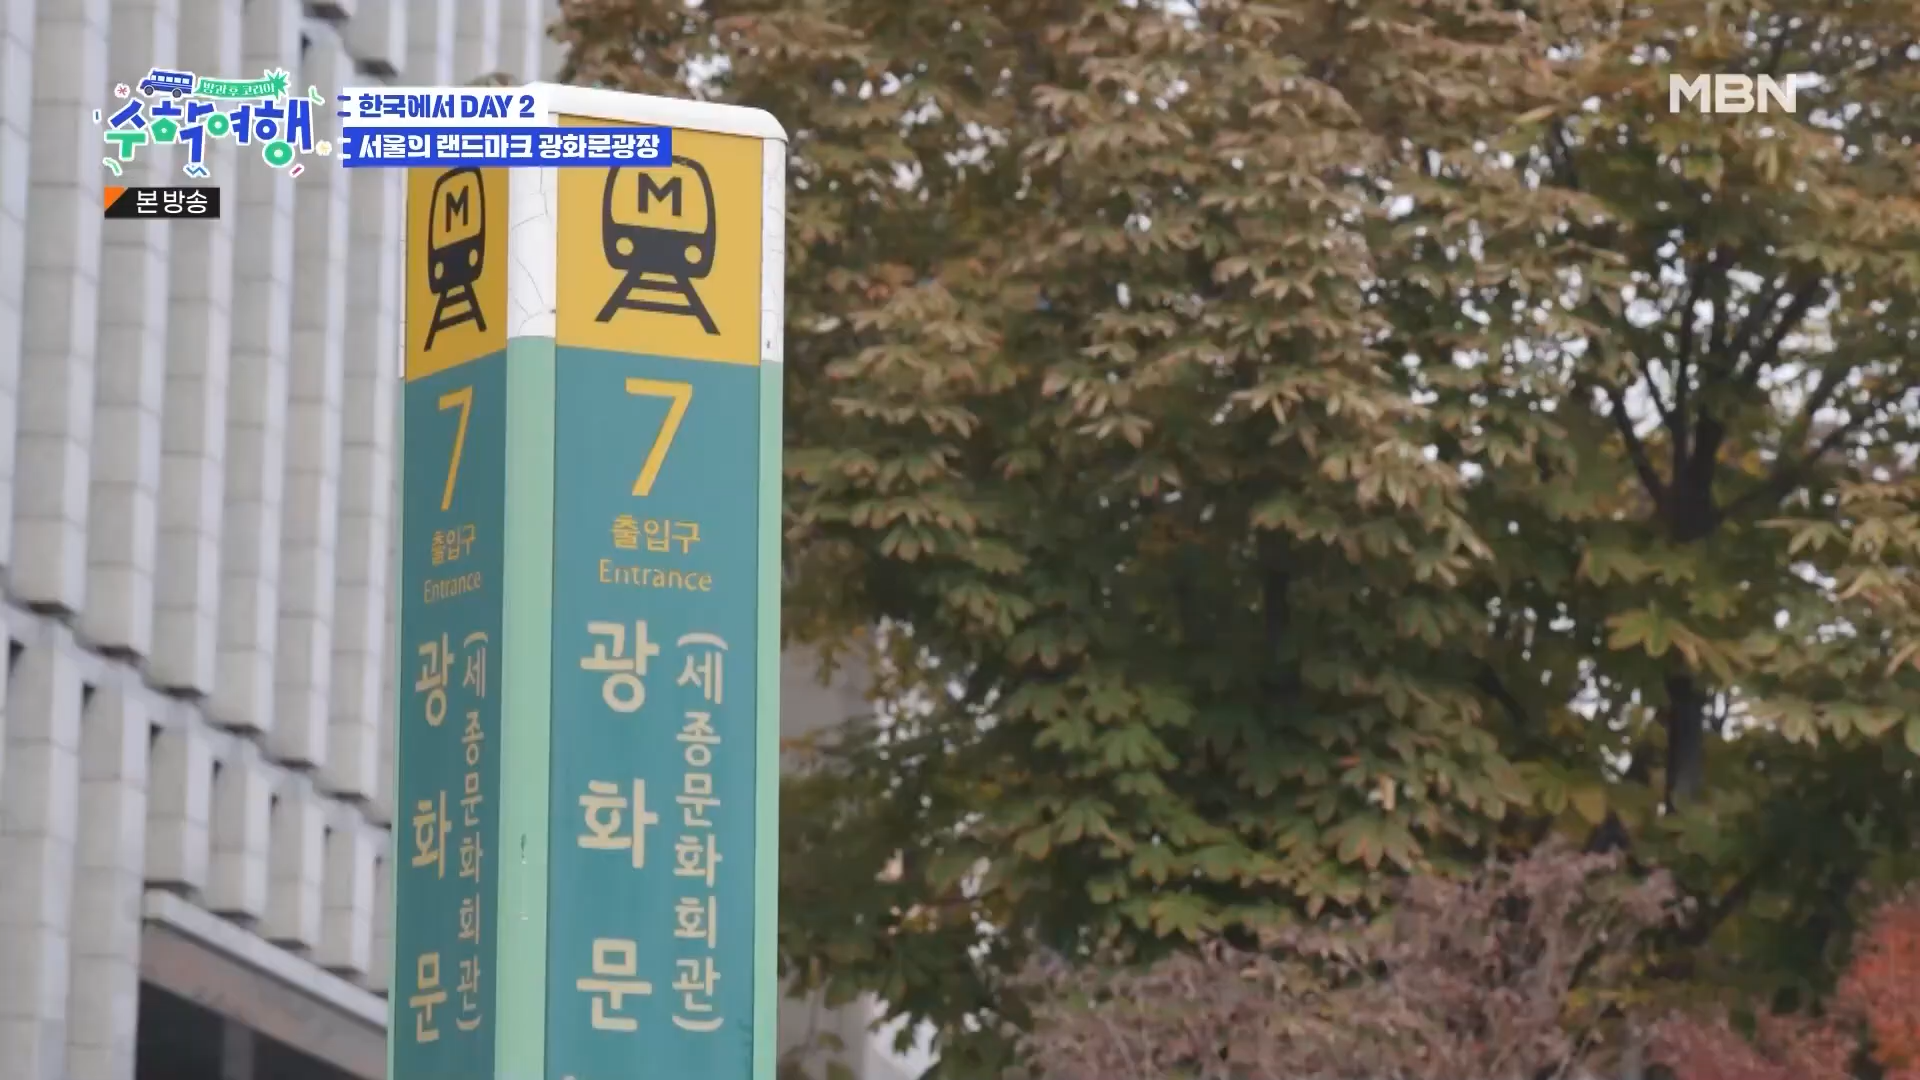 방과후 코리아
수학여행
한국에서 DAY 2
서울의 랜드마크 광화문광장
본 방송
MBN
M
7
출입구
Entrance
광화문
(세종문화회관)
M
7
출입구
Entrance
광화문
(세종문화회관)